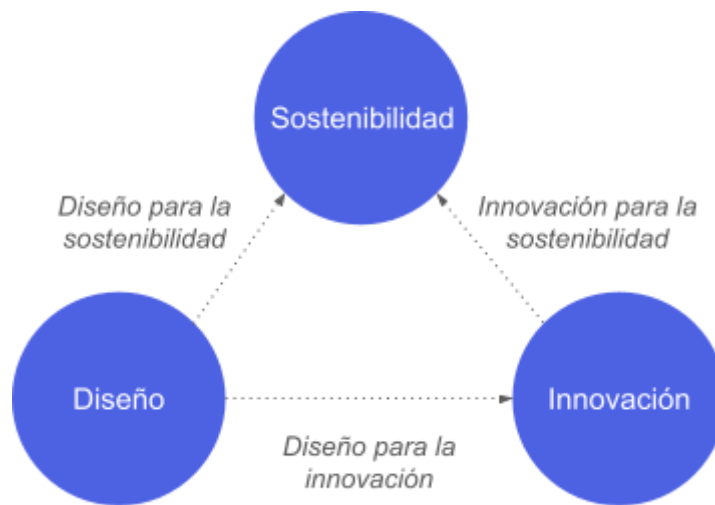 Sostenibilidad
Diseño para la
sostenibilidad
Innovación para la
sostenibilidad
Diseño
Innovación
Diseño para la
innovación